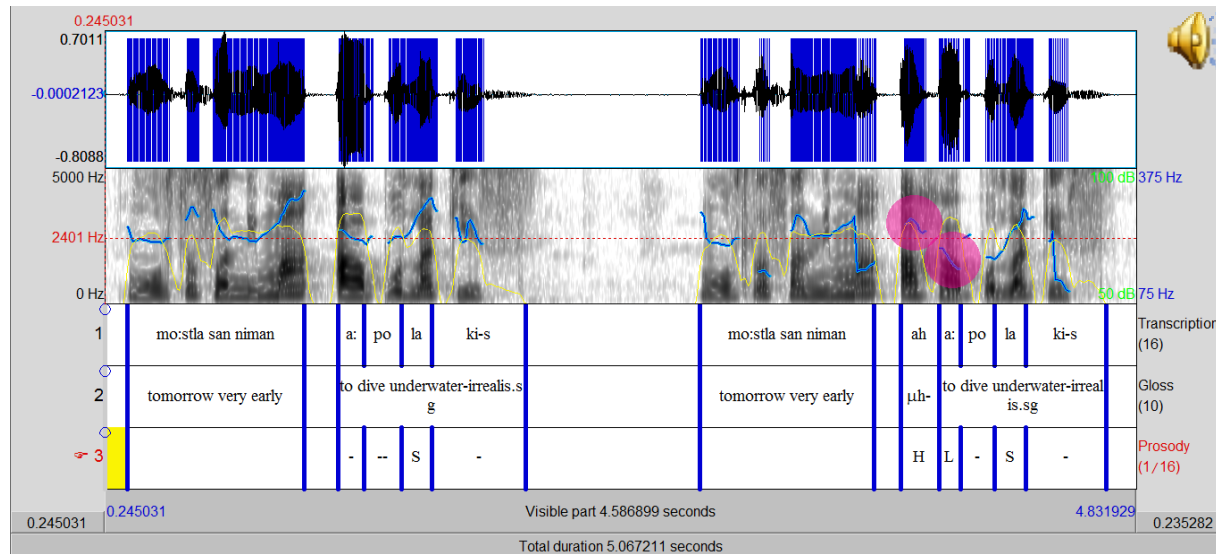 0.245031
0.7011
-0.0002123
-0.8088
5000 Hz
100 dB 375 Hz
2401 Hz
0 Hz
50 dB 75 Hz
1 mo:stla san niman a: po la ki-s mo:stla san niman ah a: po la ki-s Transcription (16)
2 tomorrow very early to dive underwater-irrealis.s
g tomorrow very early µh- to dive underwater-irreal
is.sg Gloss (10)
☞ 3 - -- S - H L - S - Prosody (1/16)
0.245031 Visible part 4.586899 seconds 4.831929
0.245031 0.235282
Total duration 5.067211 seconds